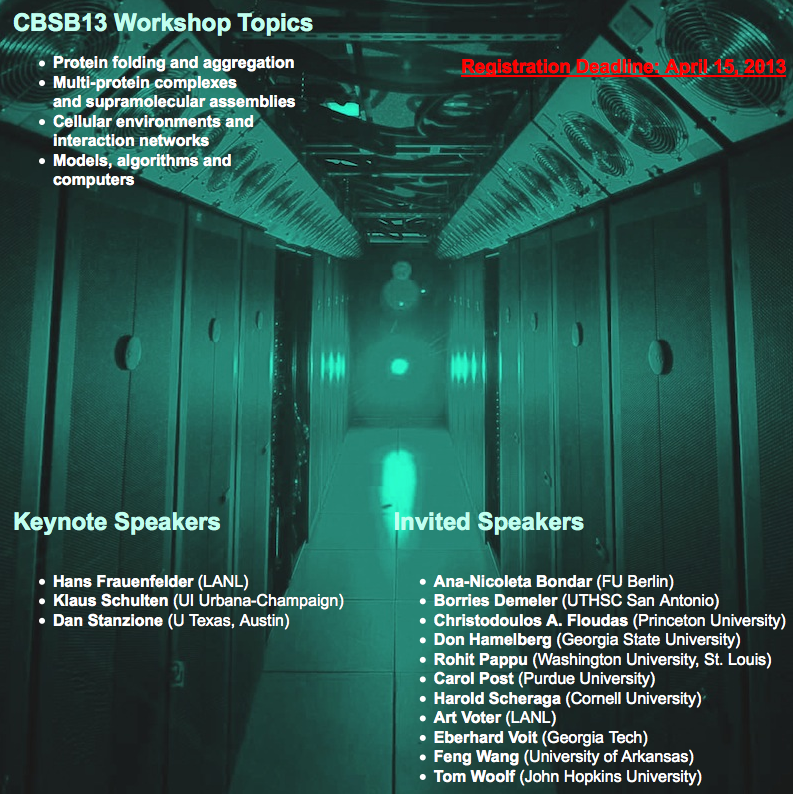 CBSB13 Workshop Topics
Registration Deadline: April 15, 2013
• Protein folding and aggregation
• Multi-protein complexes
and supramolecular assemblies
• Cellular environments and
interaction networks
• Models, algorithms and
computers
Keynote Speakers
• Hans Frauenfelder (LANL)
• Klaus Schulten (UI Urbana-Champaign)
• Dan Stanzione (U Texas, Austin)
Invited Speakers
• Ana-Nicoleta Bondar (FU Berlin)
• Borries Demeler (UTHSC San Antonio)
• Christodoulos A. Floudas (Princeton University)
• Don Hamelberg (Georgia State University)
• Rohit Pappu (Washington University, St. Louis)
• Carol Post (Purdue University)
• Harold Scheraga (Cornell University)
• Art Voter (LANL)
• Eberhard Voit (Georgia Tech)
• Feng Wang (University of Arkansas)
• Tom Woolf (John Hopkins University)